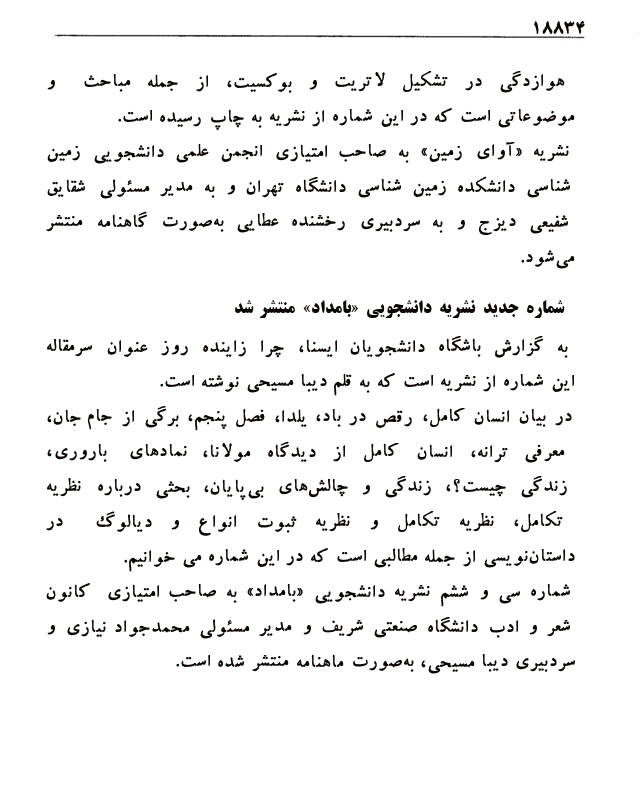 ۱۸۸۳۴
هوازدگی در تشکیل لاتریت و بوکسیت، از جمله مباحث و
موضوعاتی است که در این شماره از نشریه به چاپ رسیده است.
نشریه «آوای زمین» به صاحب امتیازی انجمن علمی دانشجویی زمین
شناسی دانشکده زمین شناسی دانشگاه تهران و به مدیر مسئولی شقایق
شفیعی دیزج و به سردبیری رخشنده عطایی به‌صورت گاهنامه منتشر
می‌شود.
شماره جدید نشریه دانشجویی «بامداد» منتشر شد
به گزارش باشگاه دانشجویان ایسنا، چرا زاینده روز عنوان سرمقاله
این شماره از نشریه است که به قلم دیبا مسیحی نوشته است.
در بیان انسان کامل، رقص در باد، یلدا، فصل پنجم، برگی از جام جان،
معرفی ترانه، انسان کامل از دیدگاه مولانا، نمادهای باروری،
زندگی چیست؟، زندگی و چالش‌های بی‌پایان، بحثی درباره نظریه
تکامل، نظریه تکامل و نظریه ثبوت انواع و دیالوگ در
داستان‌نویسی از جمله مطالبی است که در این شماره می خوانیم.
شماره سی و ششم نشریه دانشجویی «بامداد» به صاحب امتیازی کانون
شعر و ادب دانشگاه صنعتی شریف و مدیر مسئولی محمدجواد نیازی و
سردبیری دیبا مسیحی، به‌صورت ماهنامه منتشر شده است.